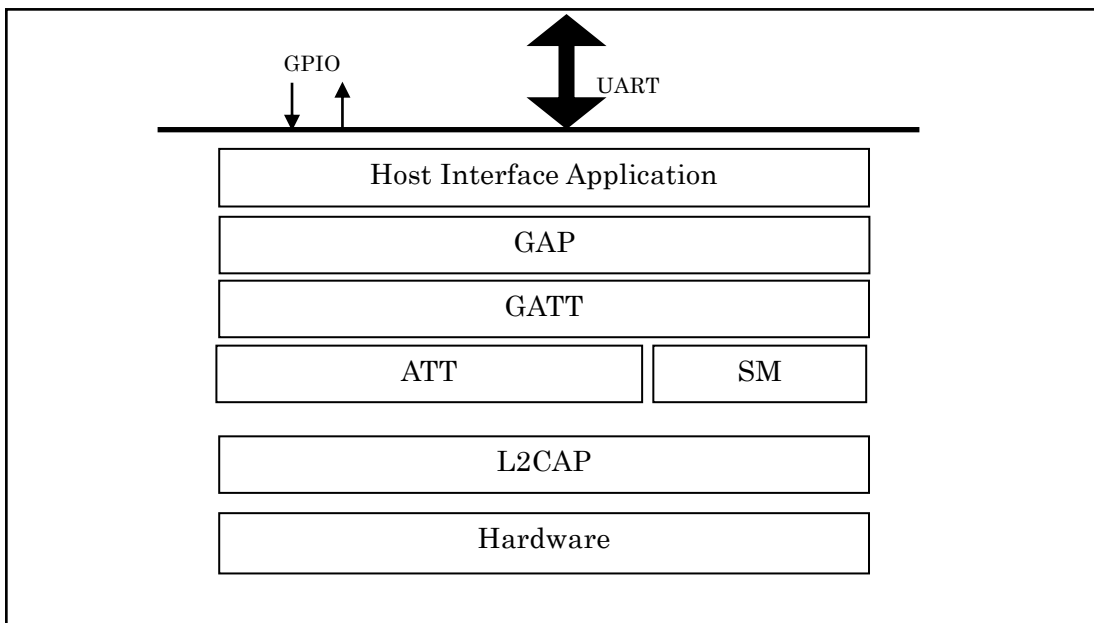 GPIO
UART
Host Interface Application
GAP
GATT
ATT
SM
L2CAP
Hardware